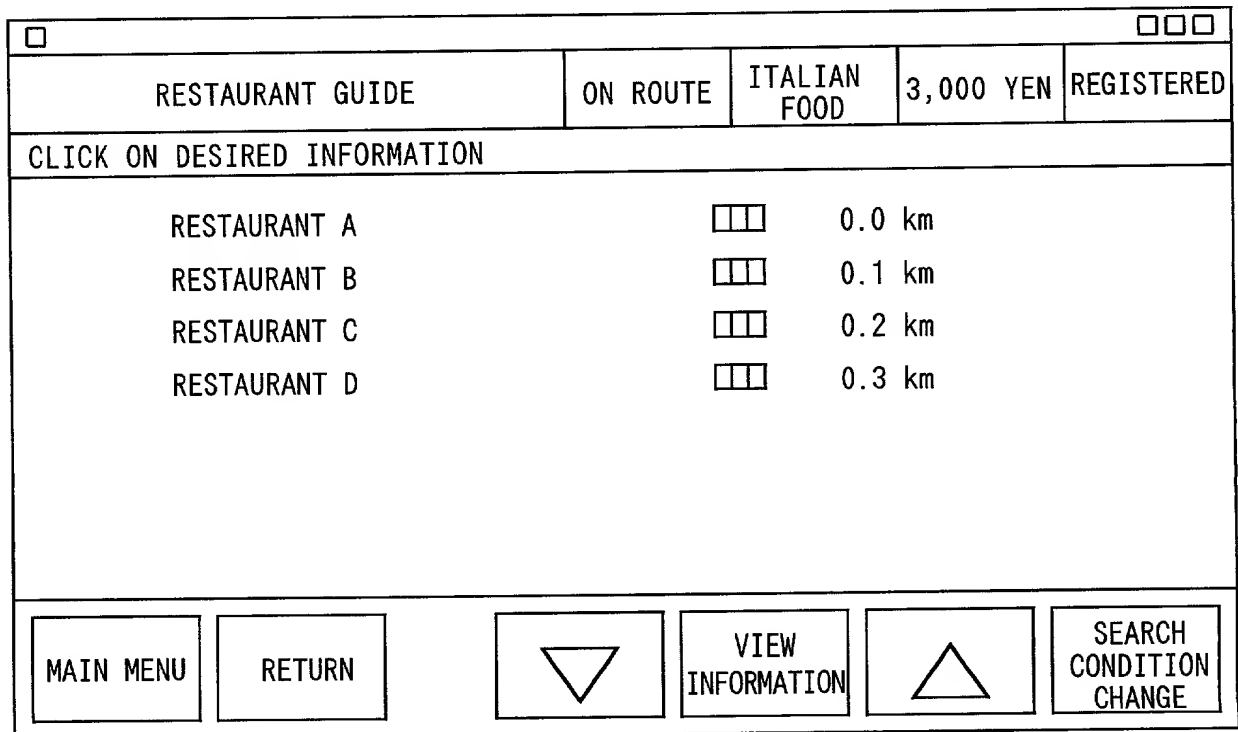 RESTAURANT GUIDE
ON ROUTE
ITALIAN
FOOD
3,000 YEN
REGISTERED
CLICK ON DESIRED INFORMATION
RESTAURANT A 0.0 km
RESTAURANT B 0.1 km
RESTAURANT C 0.2 km
RESTAURANT D 0.3 km
MAIN MENU
RETURN
VIEW
INFORMATION
SEARCH
CONDITION
CHANGE